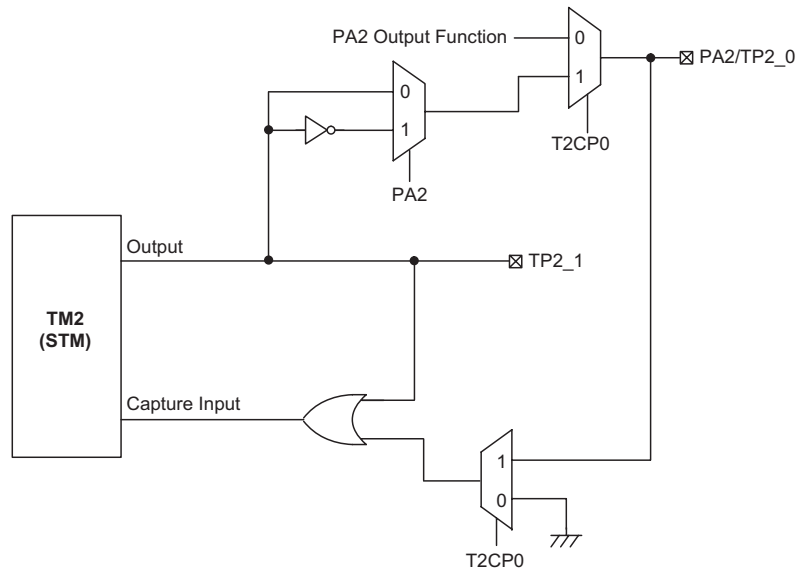 PA2 Output Function
0
1
PA2/TP2_0
T2CP0
0
1
PA2
Output
TP2_1
TM2
(STM)
Capture Input
1
0
T2CP0